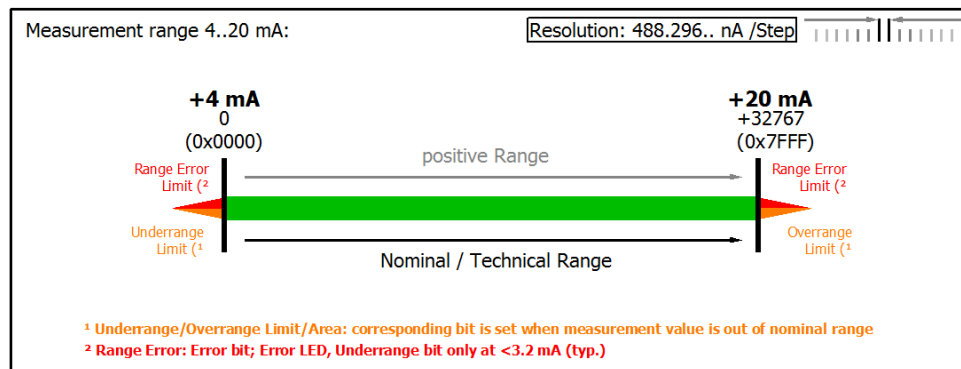 Measurement range 4..20 mA:
Resolution: 488.296.. nA /Step
+4 mA
0
(0x0000)
+20 mA
+32767
(0x7FFF)
Range Error
Limit (²
positive Range
Range Error
Limit (²
Underrange
Limit (¹
Nominal / Technical Range
Overrange
Limit (¹
¹ Underrange/Overrange Limit/Area: corresponding bit is set when measurement value is out of nominal range
² Range Error: Error bit; Error LED, Underrange bit only at <3.2 mA (typ.)